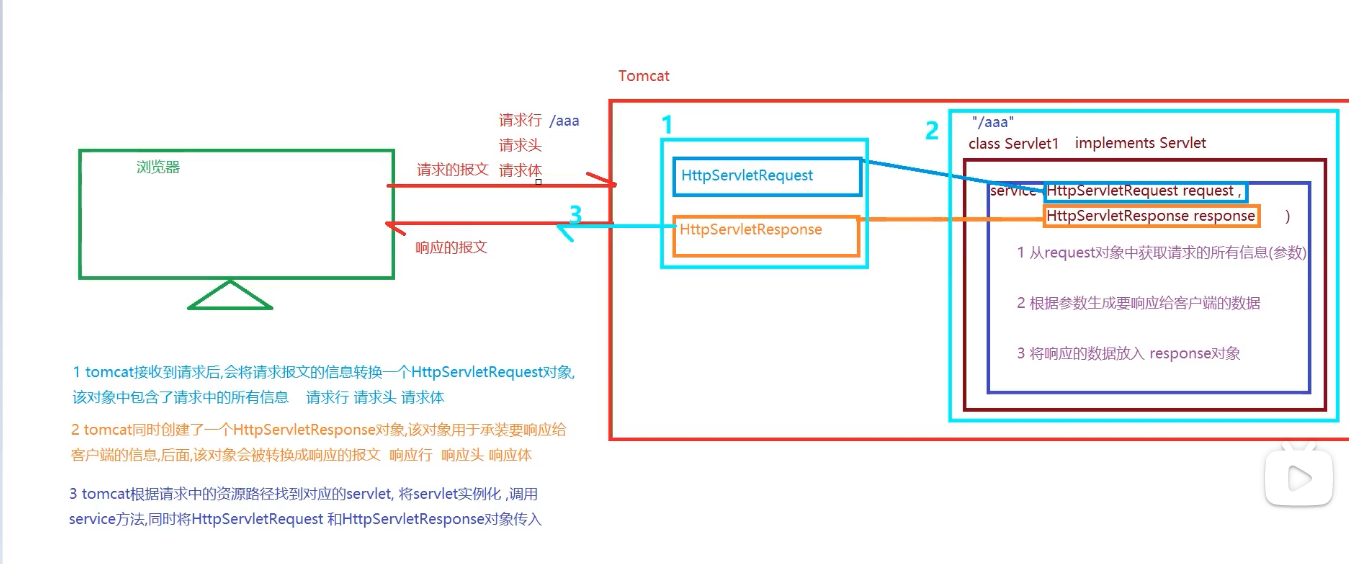 Tomcat
请求行 /aaa
请求头
请求体
请求的报文
浏览器
响应的报文
1
HttpServletRequest
HttpServletResponse
3
2
"/aaa"
class Servlet1 implements Servlet
service HttpServletRequest request ,
HttpServletResponse response )
1 从request对象中获取请求的所有信息(参数)
2 根据参数生成要响应给客户端的数据
3 将响应的数据放入 response对象
1 tomcat接收到请求后,会将请求报文的信息转换一个HttpServletRequest对象,
该对象中包含了请求中的所有信息 请求行 请求头 请求体
2 tomcat同时创建了一个HttpServletResponse对象,该对象用于承装要响应给
客户端的信息,后面,该对象会被转换成响应的报文 响应行 响应头 响应体
3 tomcat根据请求中的资源路径找到对应的servlet, 将servlet实例化 ,调用
service方法,同时将HttpServletRequest 和HttpServletResponse对象传入